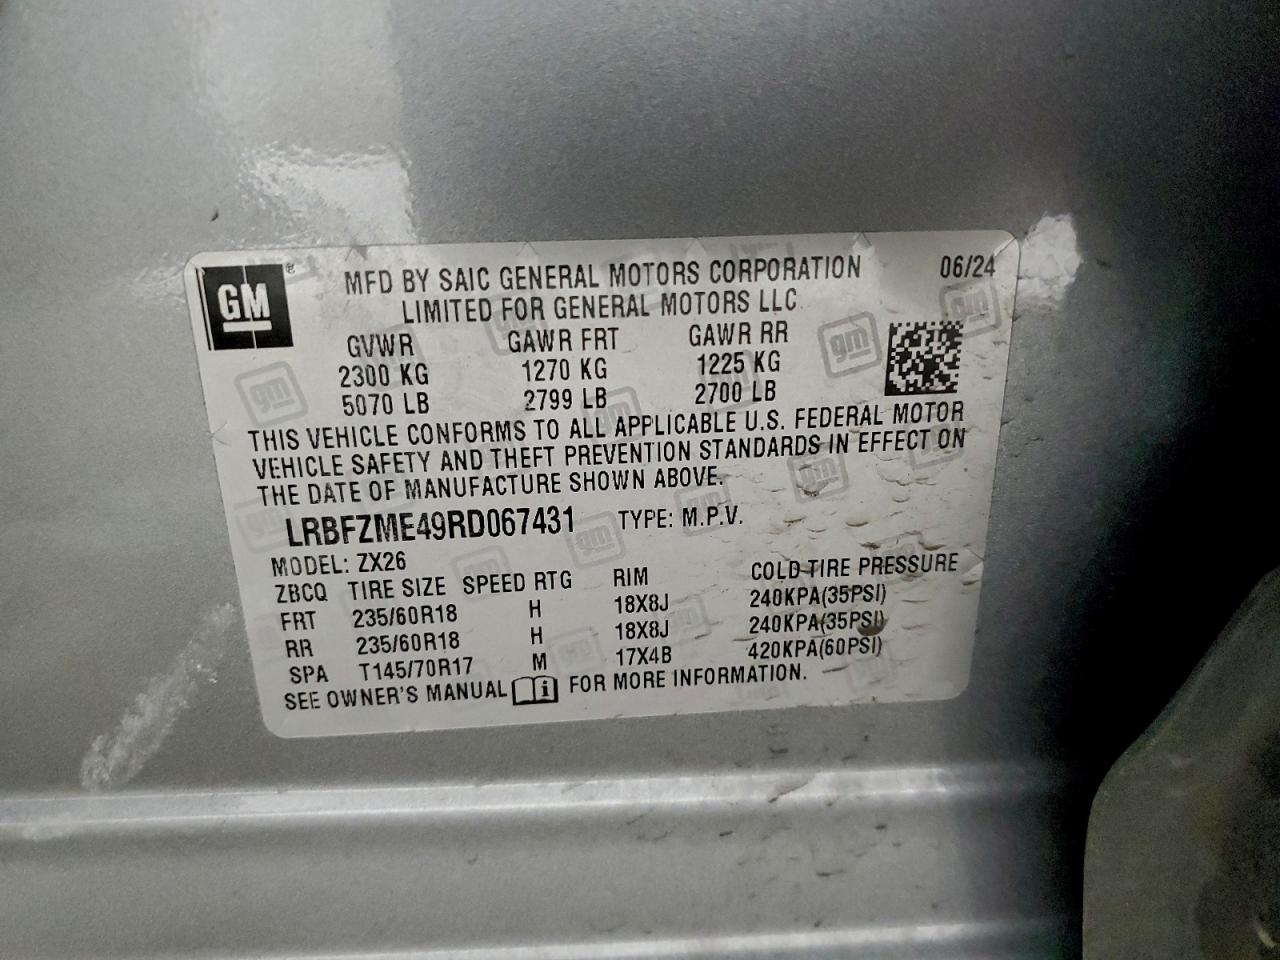 GM ® MFD BY SAIC GENERAL MOTORS CORPORATION 06/24
LIMITED FOR GENERAL MOTORS LLC
GVWR GAWR FRT GAWR RR
2300 KG 1270 KG 1225 KG
5070 LB 2799 LB 2700 LB
THIS VEHICLE CONFORMS TO ALL APPLICABLE U.S. FEDERAL MOTOR
VEHICLE SAFETY AND THEFT PREVENTION STANDARDS IN EFFECT ON
THE DATE OF MANUFACTURE SHOWN ABOVE.
LRBFZME49RD067431 TYPE: M.P.V.
MODEL: ZX26
ZBCQ TIRE SIZE SPEED RTG RIM COLD TIRE PRESSURE
FRT 235/60R18 H 18X8J 240KPA(35PSI)
RR 235/60R18 H 18X8J 240KPA(35PSI)
SPA T145/70R17 M 17X4B 420KPA(60PSI)
SEE OWNER'S MANUAL i FOR MORE INFORMATION.